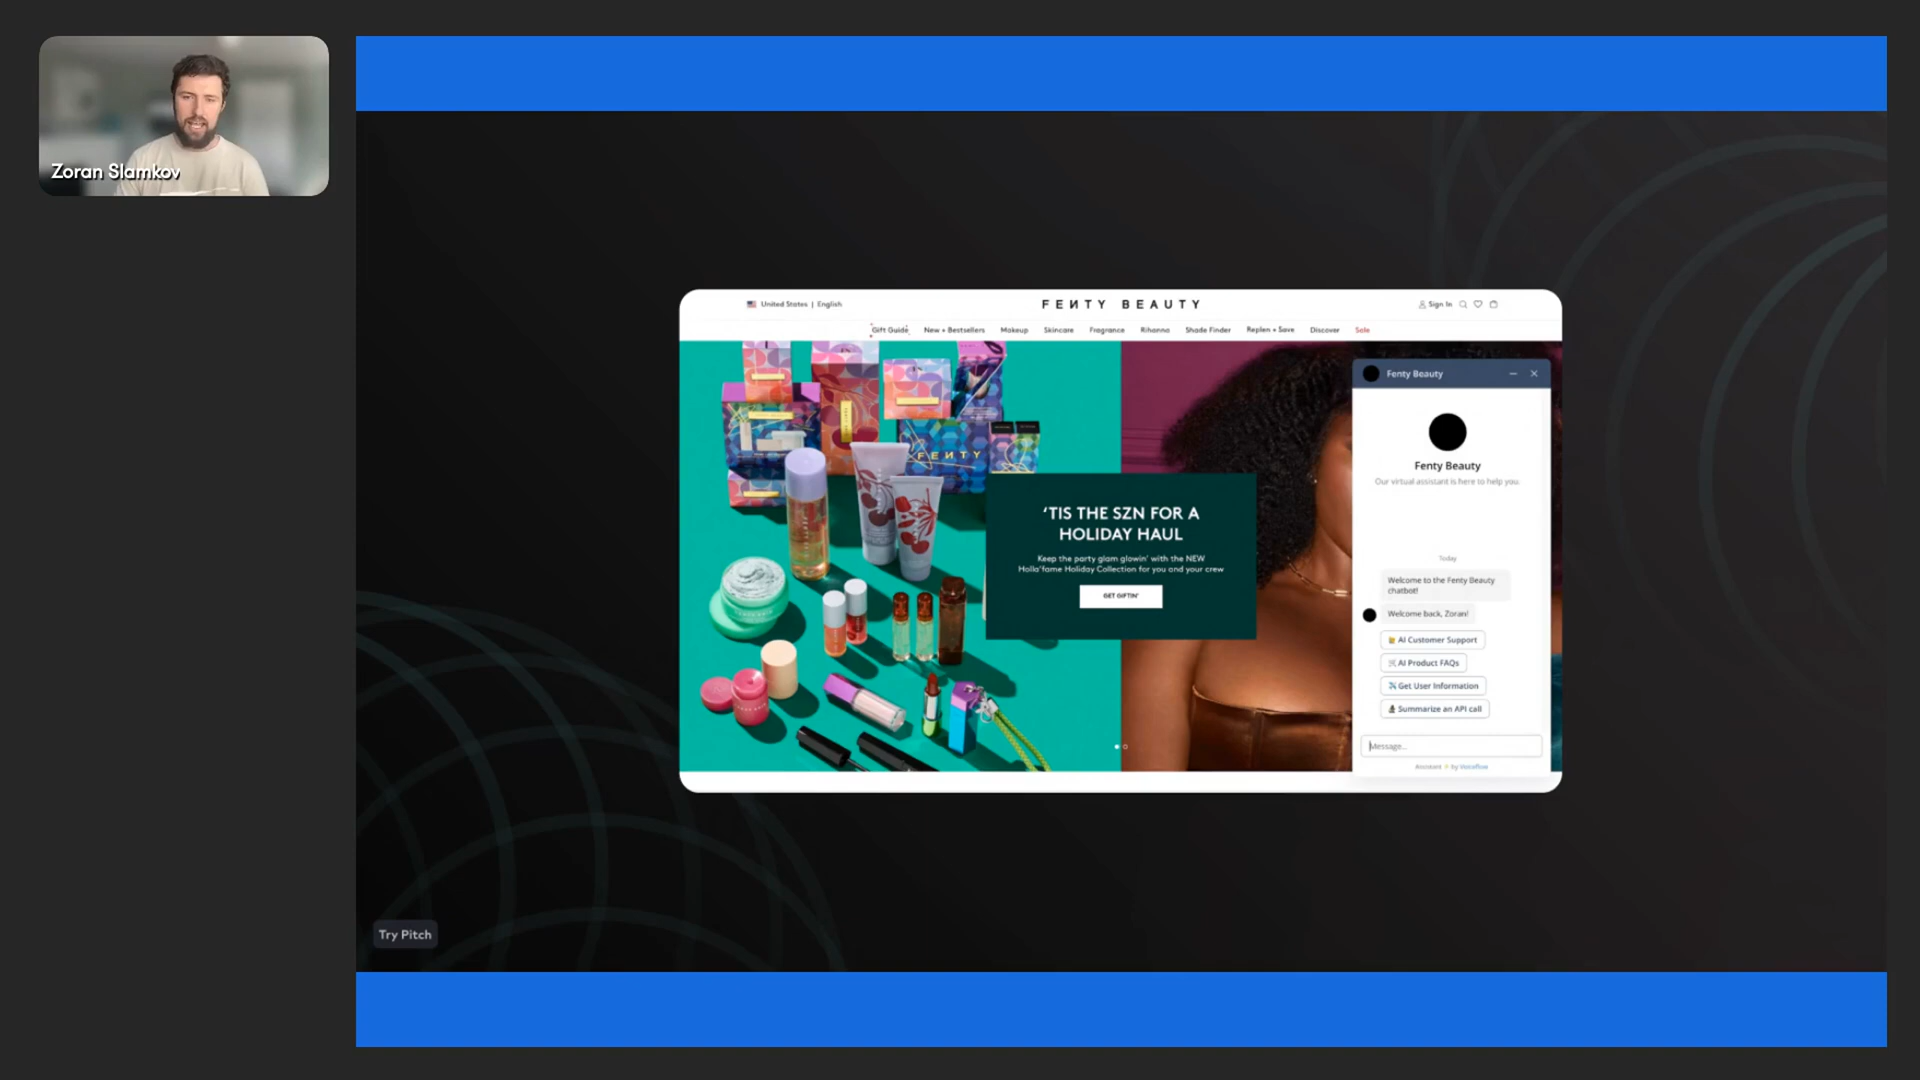 Zoran Slamkov
United States | English
FENTY BEAUTY
Sign In
Gift Guide
New + Bestsellers
Makeup
Skincare
Fragrance
Rihanna
Shade Finder
Replen + Save
Discover
Sale
FENTY
‘TIS THE SZN FOR A
HOLIDAY HAUL
Keep the party glam glowin’ with the NEW
Holla’fame Holiday Collection for you and your crew
GET GIFTIN’
Fenty Beauty
Fenty Beauty
Our virtual assistant is here to help you.
Today
Welcome to the Fenty Beauty
chatbot!
Welcome back, Zoran!
AI Customer Support
AI Product FAQs
Get User Information
Summarize an API call
Message...
Assistant ⚡ by Voiceflow
Try Pitch